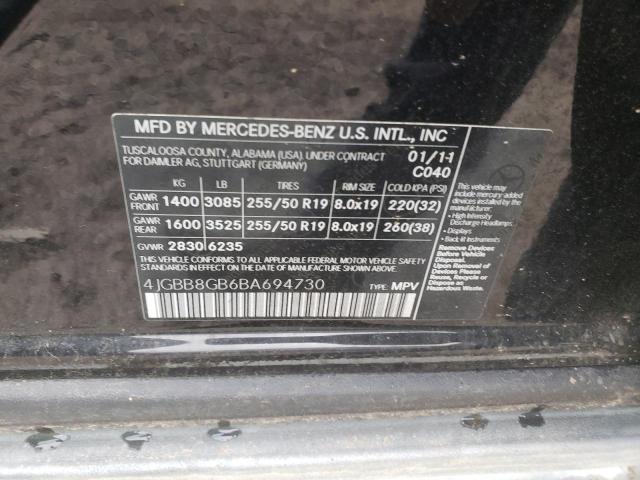 MFD BY MERCEDES-BENZ U.S. INTL., INC
TUSCALOOSA COUNTY, ALABAMA (USA), UNDER CONTRACT
FOR DAIMLER AG, STUTTGART (GERMANY)
01/11
C040
KG LB TIRES RIM SIZE COLD KPA (PSI)
GAWR FRONT 1400 3085 255/50 R19 8.0x19 220(32)
GAWR REAR 1600 3525 255/50 R19 8.0x19 260(38)
GVWR 2830 6235
THIS VEHICLE CONFORMS TO ALL APPLICABLE FEDERAL MOTOR VEHICLE SAFETY
STANDARDS IN EFFECT ON THE DATE OF MANUFACTURE SHOWN ABOVE.
4JGBB8GB6BA694730
TYPE: MPV
This vehicle may
include mercury-
added devices
installed by the
manufacturer:
- High Intensity
Discharge Headlamps
- Displays
- Back lit Instruments
Remove Devices
Before Vehicle
Disposal.
Upon Removal of
Devices Please
Reuse, Recycle or
Dispose as
Hazardous Waste.